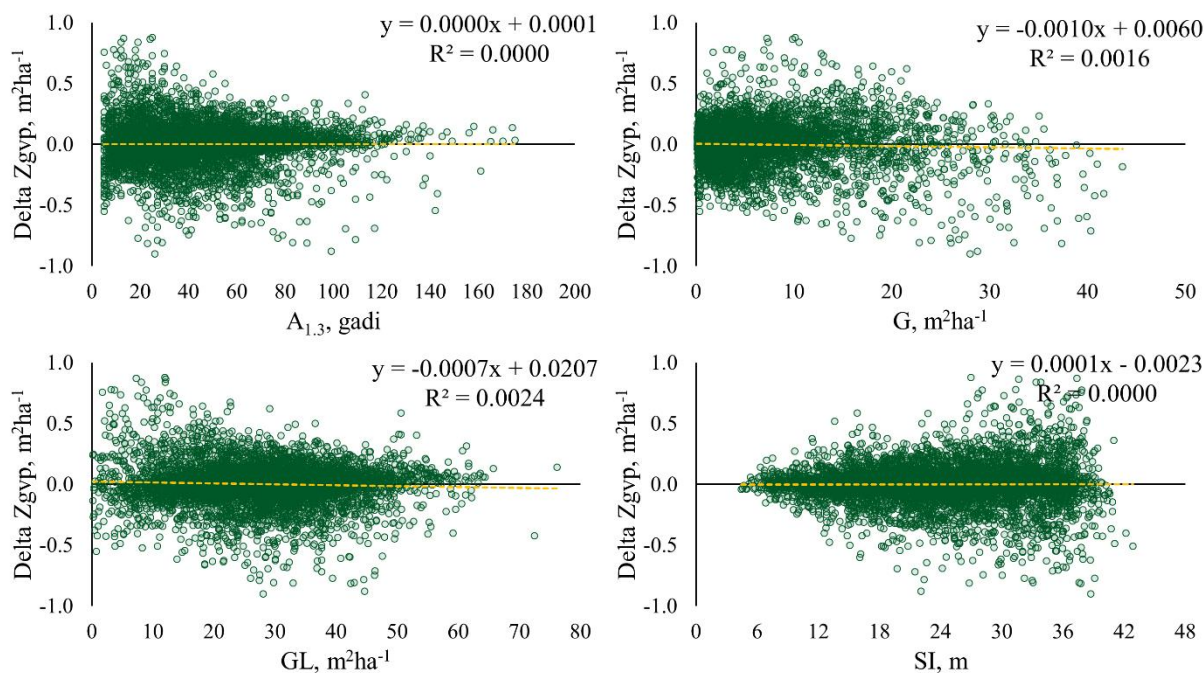 y = 0.0000x + 0.0001
R² = 0.0000
Delta Zgvp, m²ha⁻¹
1.0
0.5
0.0
-0.5
-1.0
0 20 40 60 80 100 120 140 160 180 200
A₁.₃, gadi
y = -0.0010x + 0.0060
R² = 0.0016
Delta Zgvp, m²ha⁻¹
1.0
0.5
0.0
-0.5
-1.0
0 10 20 30 40 50
G, m²ha⁻¹
y = -0.0007x + 0.0207
R² = 0.0024
Delta Zgvp, m²ha⁻¹
1.0
0.5
0.0
-0.5
-1.0
0 10 20 30 40 50 60 70 80
GL, m²ha⁻¹
y = 0.0001x - 0.0023
R² = 0.0000
Delta Zgvp, m²ha⁻¹
1.0
0.5
0.0
-0.5
-1.0
0 6 12 18 24 30 36 42 48
SI, m